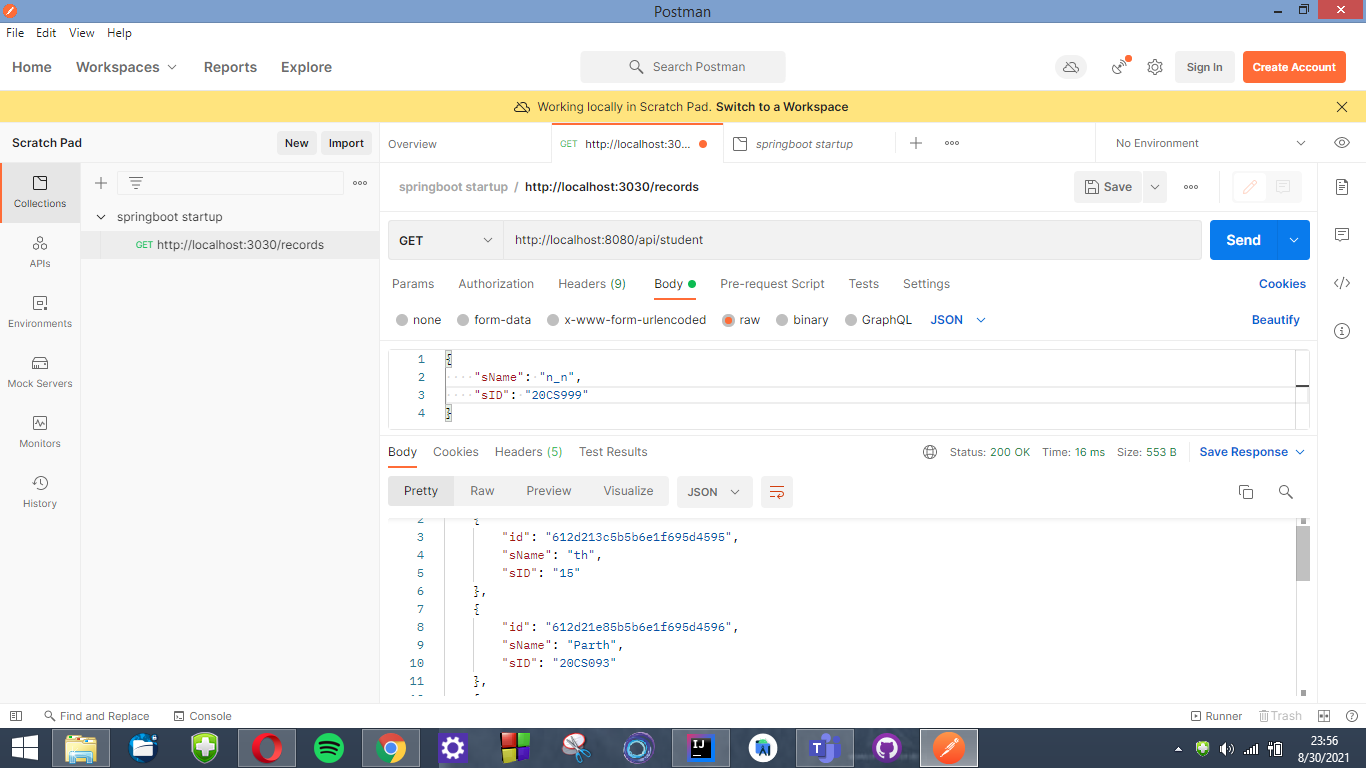 Postman
File Edit View Help
Home Workspaces Reports Explore Search Postman Sign In Create Account
Working locally in Scratch Pad. Switch to a Workspace
Scratch Pad New Import Overview GET http://localhost:30... springboot startup No Environment
springboot startup / http://localhost:3030/records Save
Collections
springboot startup
GET http://localhost:3030/records
APIs
Environments
Mock Servers
Monitors
History
GET http://localhost:8080/api/student Send
Params Authorization Headers (9) Body Pre-request Script Tests Settings Cookies
none form-data x-www-form-urlencoded raw binary GraphQL JSON Beautify
1 {
2 "sName": "n_n",
3 "sID": "20CS999"
4 }
Body Cookies Headers (5) Test Results Status: 200 OK Time: 16 ms Size: 553 B Save Response
Pretty Raw Preview Visualize JSON
2 {
3 "id": "612d213c5b5b6e1f695d4595",
4 "sName": "th",
5 "sID": "15"
6 },
7 {
8 "id": "612d21e85b5b6e1f695d4596",
9 "sName": "Parth",
10 "sID": "20CS093"
11 },
Find and Replace Console Runner Trash
23:56
8/30/2021